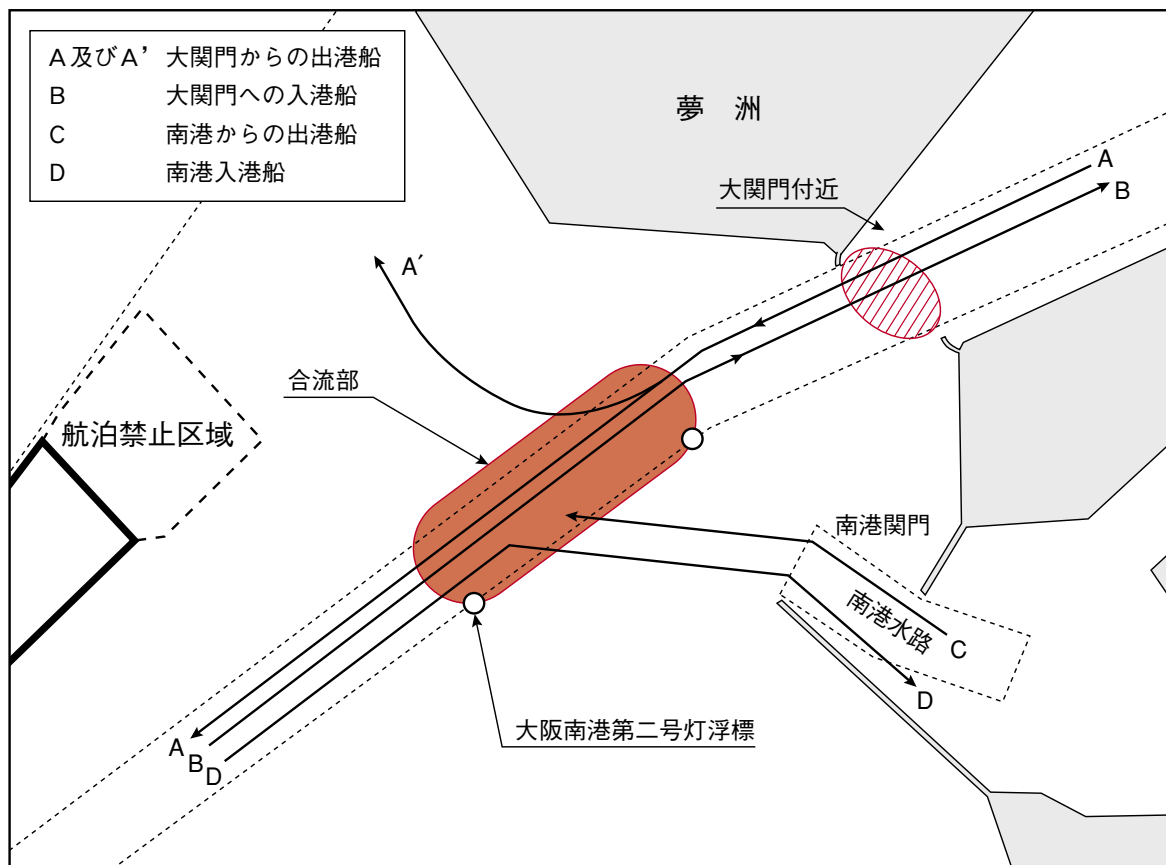 A及びA’ 大関門からの出港船
B 大関門への入港船
C 南港からの出港船
D 南港入港船
夢 洲
大関門付近
A
B
A′
合流部
航泊禁止区域
南港関門
南港水路
C
D
大阪南港第二号灯浮標
A
B
D